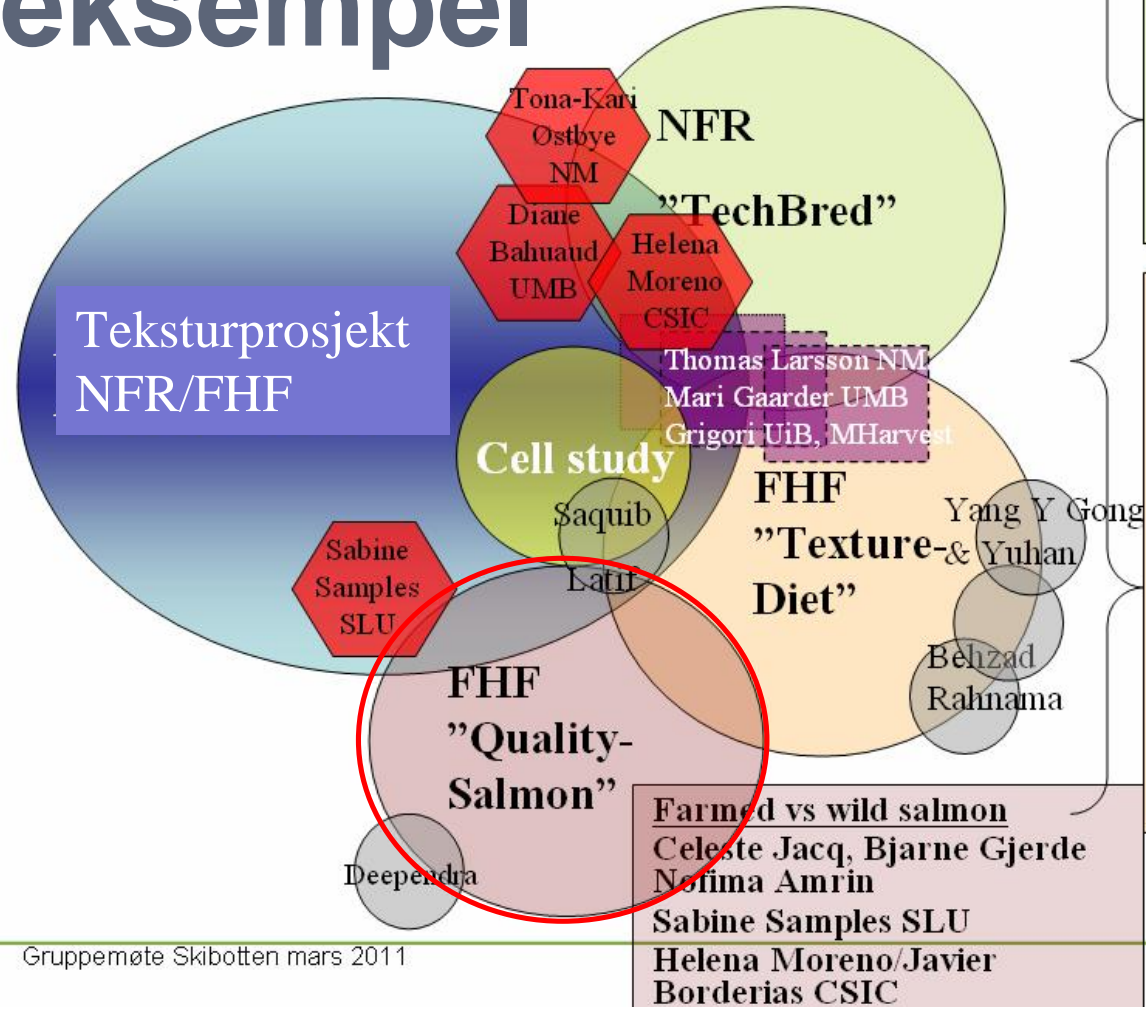 eksempel
Tona-Kari
Østbye
NM
NFR
”TechBred”
Diane
Bahuaud
UMB
Helena
Moreno
CSIC
Teksturprosjekt
NFR/FHF
Thomas Larsson NM
Mari Gaarder UMB
Grigori UiB, MHarvest
Cell study
Saquib
Latif
FHF
”Texture-
Diet”
Yang Y Gong
& Yuhan
Behzad
Rahnama
Sabine
Samples
SLU
FHF
”Quality-
Salmon”
Deependra
Farmed vs wild salmon
Celeste Jacq, Bjarne Gjerde
Nofima Amrin
Sabine Samples SLU
Helena Moreno/Javier
Borderias CSIC
Gruppemøte Skibotten mars 2011